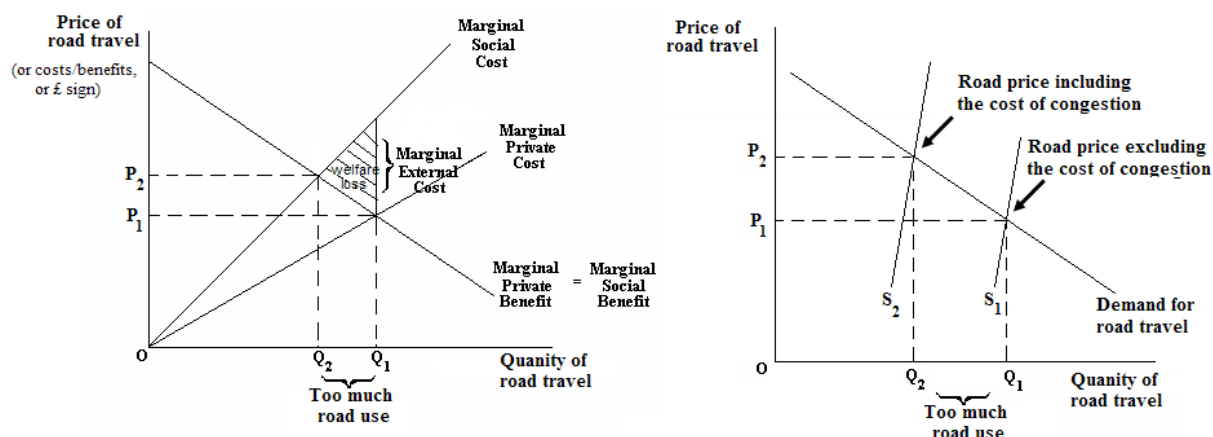 Price of
road travel
(or costs/benefits,
or £ sign)
Marginal
Social
Cost
Marginal
Private
Cost
welfare
loss
}
Marginal
External
Cost
P2
P1
Marginal
Private
Benefit
=
Marginal
Social
Benefit
O
Q2
Q1
Quanity of
road travel
Too much
road use
Price of
road travel
Road price including
the cost of congestion
Road price excluding
the cost of congestion
P2
P1
S2
S1
Demand for
road travel
O
Q2
Q1
Quanity of
road travel
Too much
road use